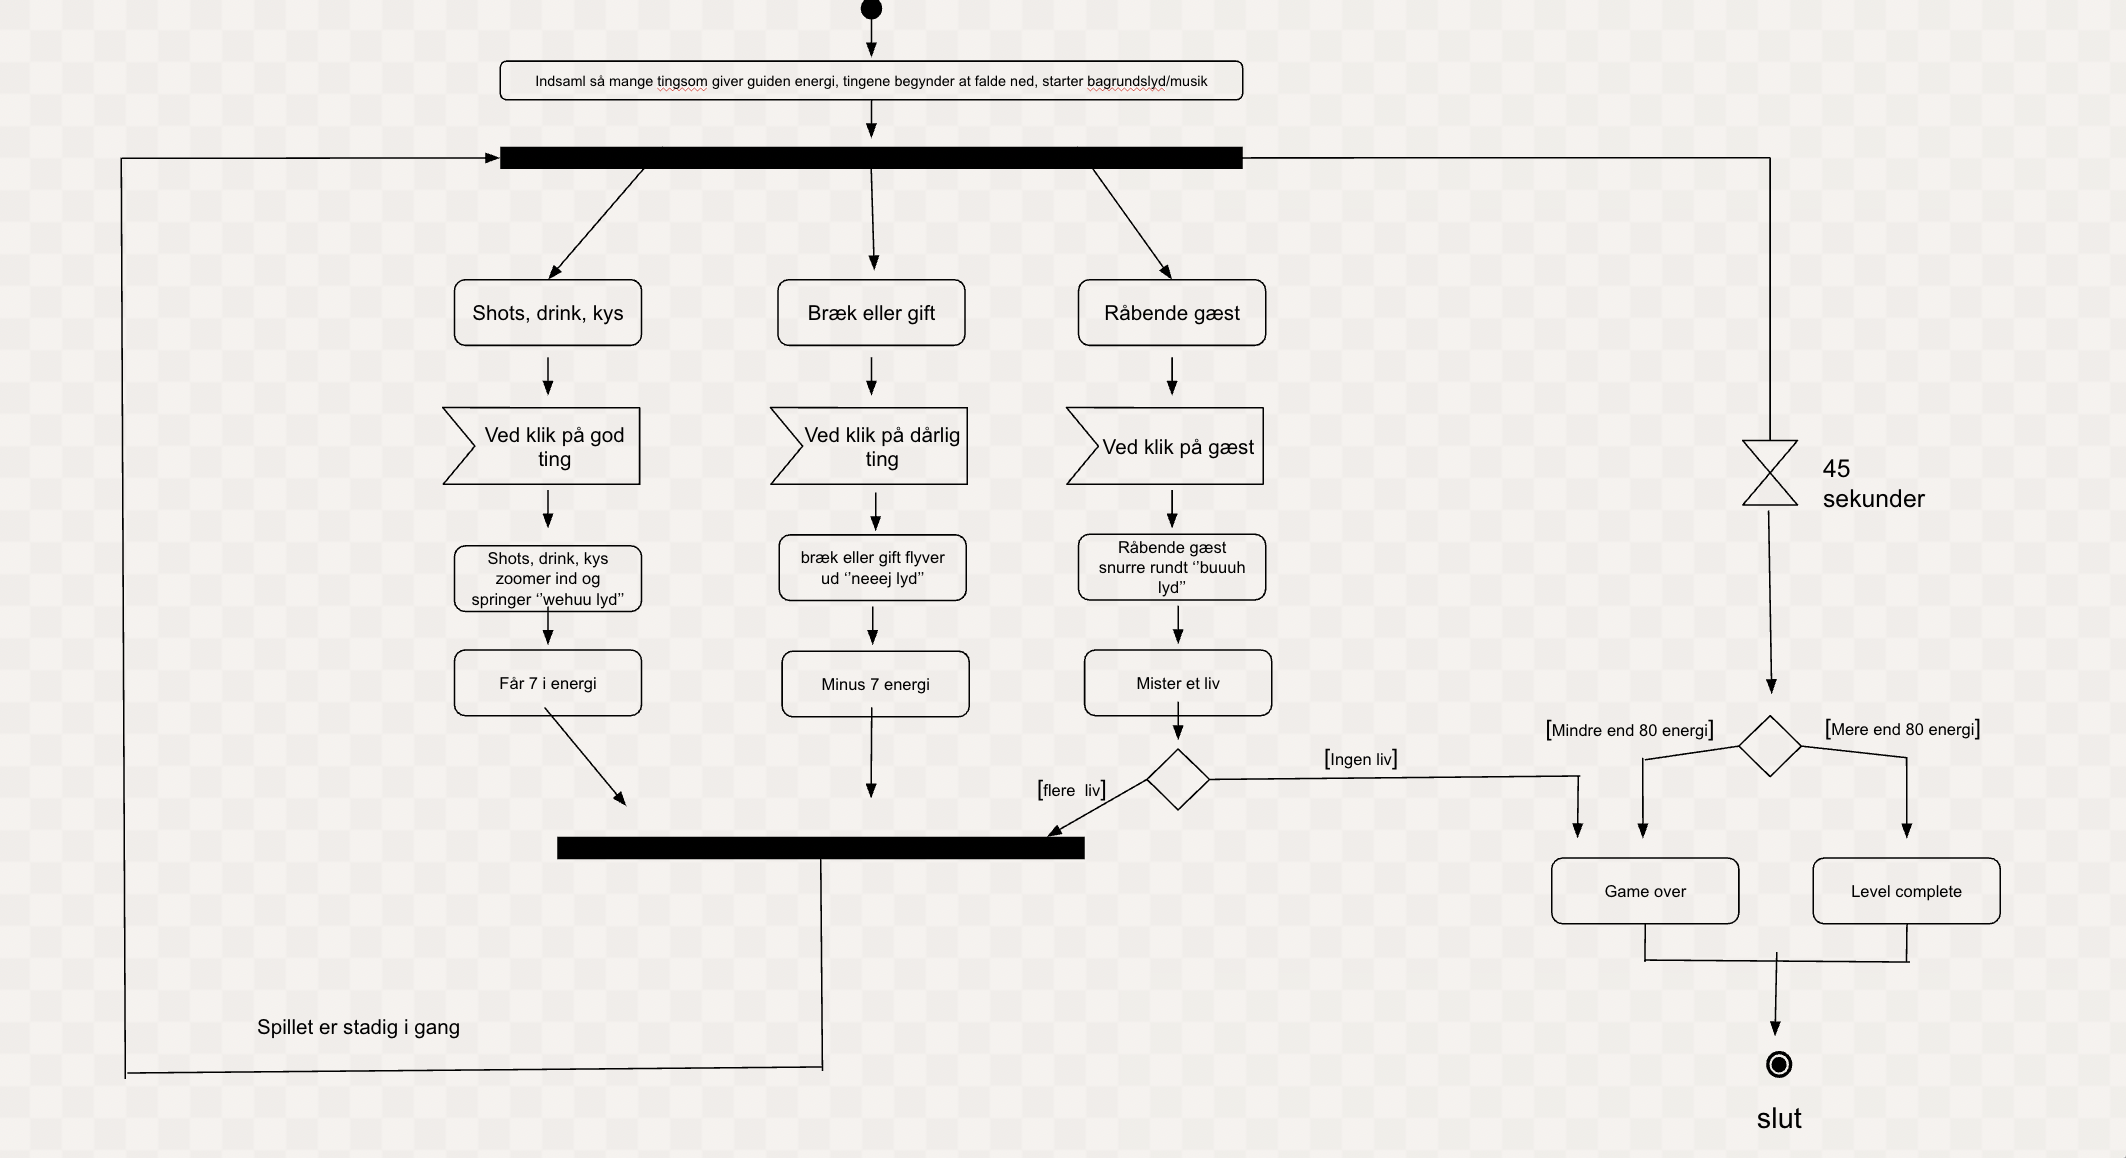 Indsaml så mange tingsom giver guiden energi, tingene begynder at falde ned, starter bagrundslyd/musik
Shots, drink, kys
Bræk eller gift
Råbende gæst
Ved klik på god
ting
Ved klik på dårlig
ting
Ved klik på gæst
45
sekunder
Shots, drink, kys
zoomer ind og
springer ‘’wehuu lyd’’
bræk eller gift flyver
ud ‘’neeej lyd’’
Råbende gæst
snurre rundt ‘’buuuh
lyd’’
Får 7 i energi
Minus 7 energi
Mister et liv
[Mindre end 80 energi]
[Mere end 80 energi]
[Ingen liv]
[flere  liv]
Game over
Level complete
Spillet er stadig i gang
slut